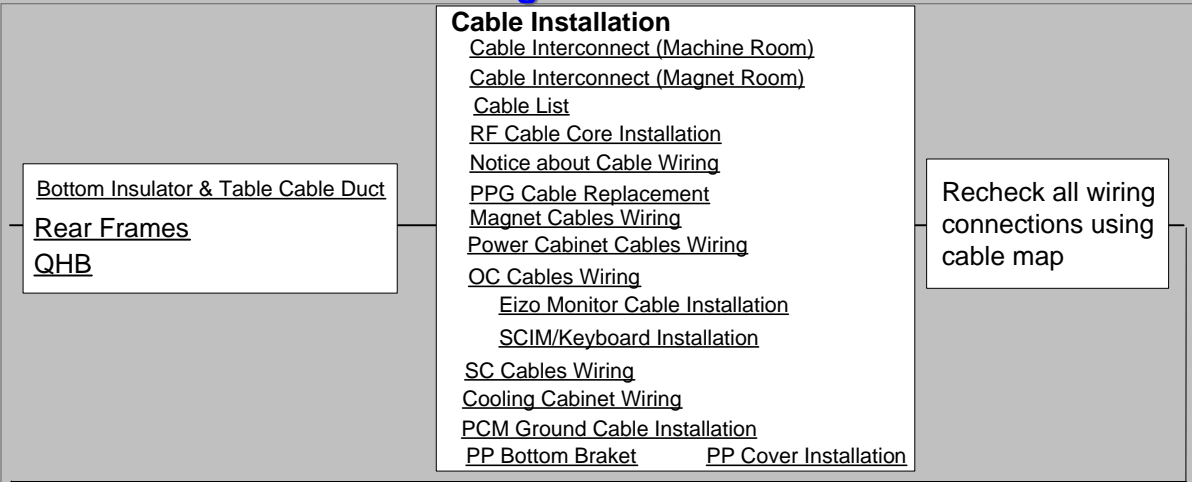 Bottom Insulator & Table Cable Duct
Rear Frames
QHB
Cable Installation
Cable Interconnect (Machine Room)
Cable Interconnect (Magnet Room)
Cable List
RF Cable Core Installation
Notice about Cable Wiring
PPG Cable Replacement
Magnet Cables Wiring
Power Cabinet Cables Wiring
OC Cables Wiring
Eizo Monitor Cable Installation
SCIM/Keyboard Installation
SC Cables Wiring
Cooling Cabinet Wiring
PCM Ground Cable Installation
PP Bottom Braket PP Cover Installation
Recheck all wiring
connections using
cable map